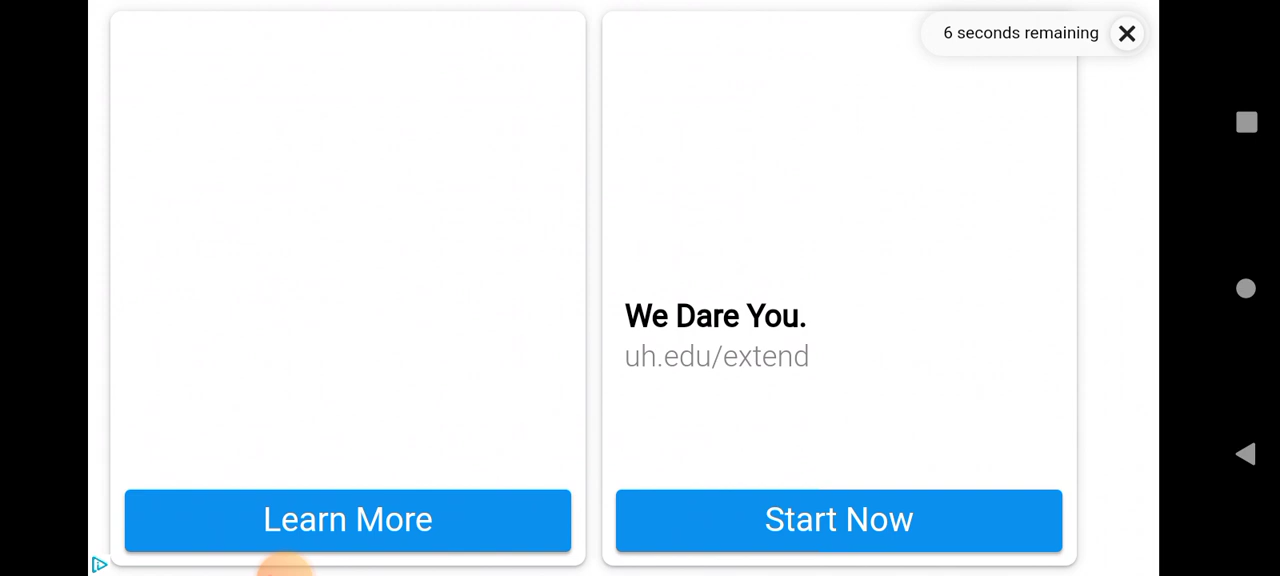 6 seconds remaining
We Dare You.
uh.edu/extend
Learn More
Start Now